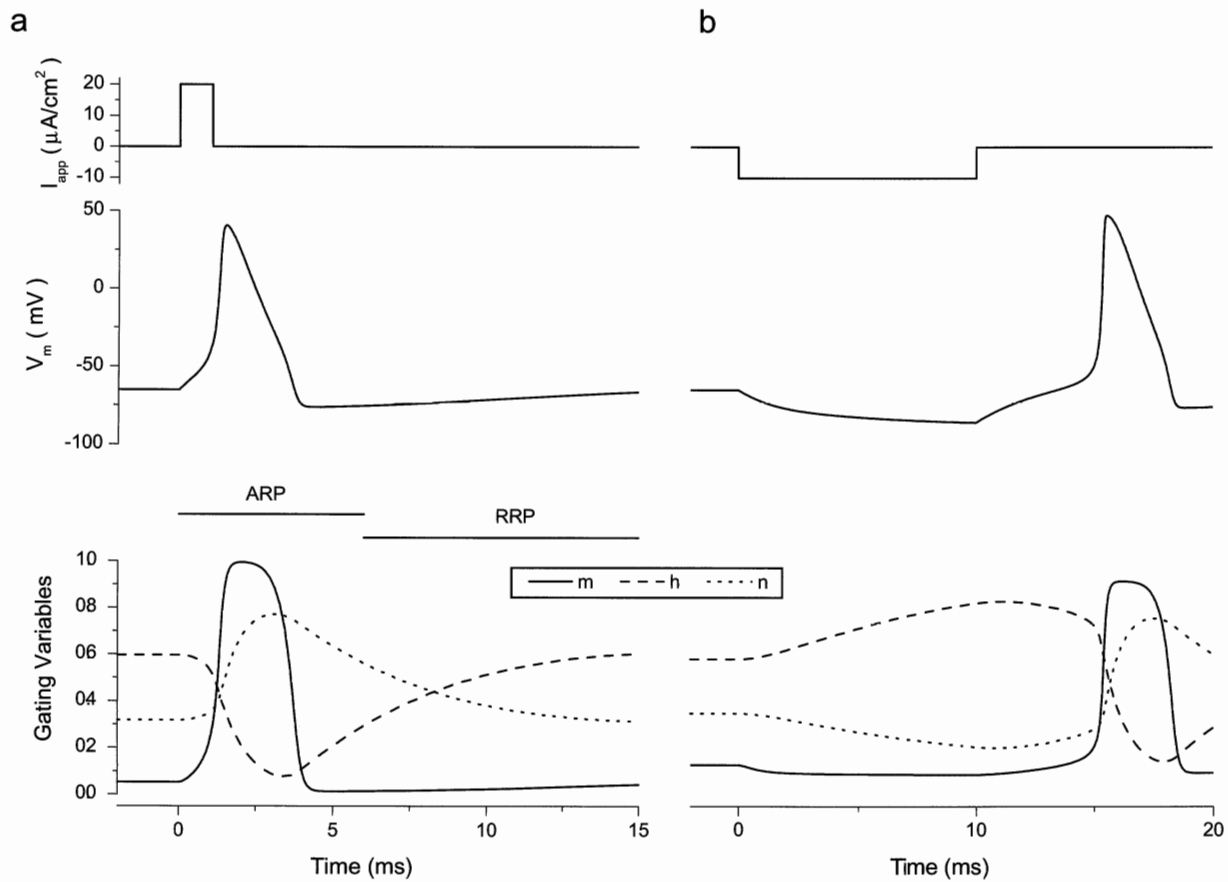 a
b
I_app ( μA/cm²)
20
10
0
-10
V_m ( mV)
50
0
-50
-100
ARP
RRP
m
h
n
Gating Variables
10
08
06
04
02
00
0
5
10
15
Time (ms)
0
10
20
Time (ms)